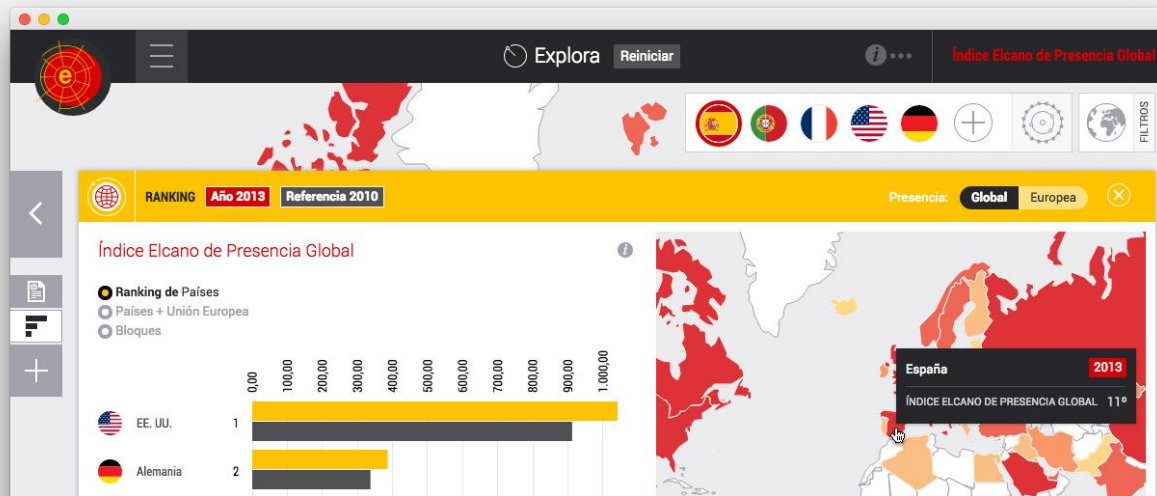 e
Explora Reiniciar
i
Índice Elcano de Presencia Global
FILTROS
RANKING Año 2013 Referencia 2010
Presencia: Global Europea
Índice Elcano de Presencia Global
i
Ranking de Países
Países + Unión Europea
Bloques
0,00 100,00 200,00 300,00 400,00 500,00 600,00 700,00 800,00 900,00 1.000,00
EE. UU. 1
Alemania 2
España 2013
ÍNDICE ELCANO DE PRESENCIA GLOBAL 11º